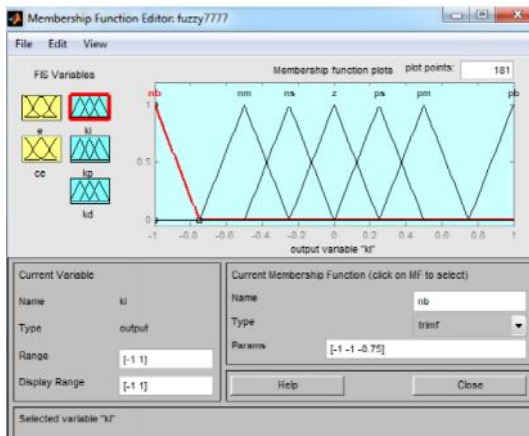 Membership Function Editor: fuzzy7777
File Edit View
FIS Variables
e
ki
ce
kp
kd
Membership function plots
plot points:
181
nb nm ns z ps pm pb
1
0.5
0
-1 -0.8 -0.6 -0.4 -0.2 0 0.2 0.4 0.6 0.8 1
output variable "ki"
Current Variable
Name ki
Type output
Range [-1 1]
Display Range [-1 1]
Current Membership Function (click on MF to select)
Name nb
Type trimf
Params [-1 -1 -0.75]
Help Close
Selected variable "ki"